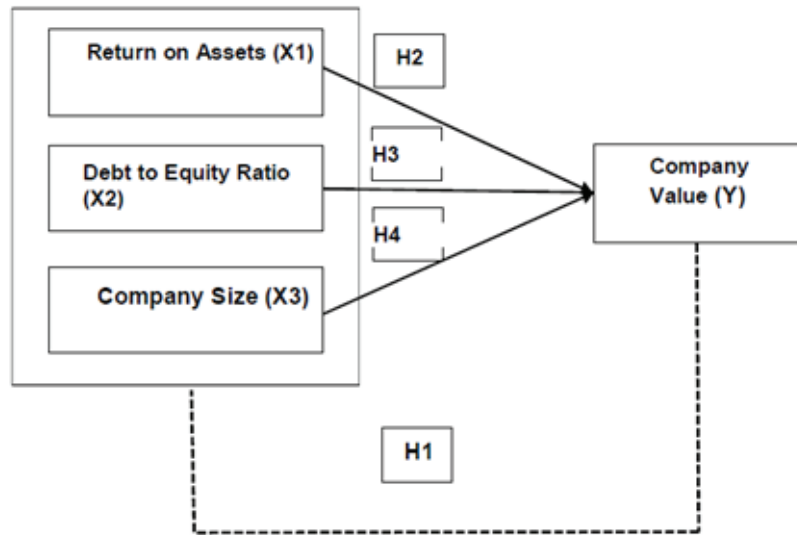 Return on Assets (X1)
H2
H3
Debt to Equity Ratio
(X2)
Company
Value (Y)
H4
Company Size (X3)
H1